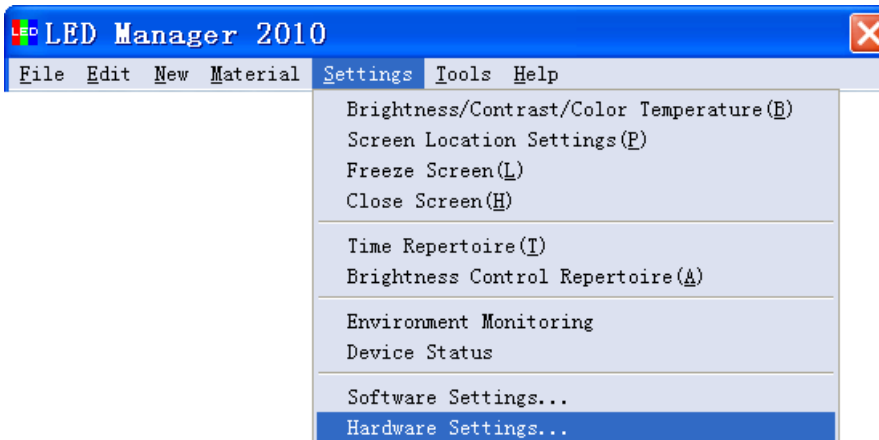 LED LED Manager 2010
File Edit New Material Settings Tools Help
Brightness/Contrast/Color Temperature(B)
Screen Location Settings(P)
Freeze Screen(L)
Close Screen(H)
Time Repertoire(T)
Brightness Control Repertoire(A)
Environment Monitoring
Device Status
Software Settings...
Hardware Settings...